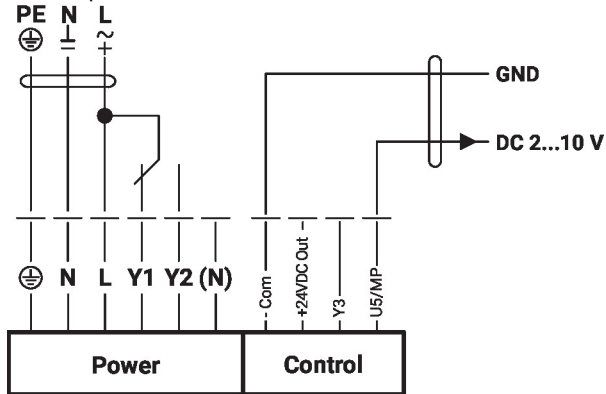 PE N L
GND
DC 2...10 V
N L Y1 Y2 (N)
- Com
+24VDC Out
Y3
U5/MP
Power
Control